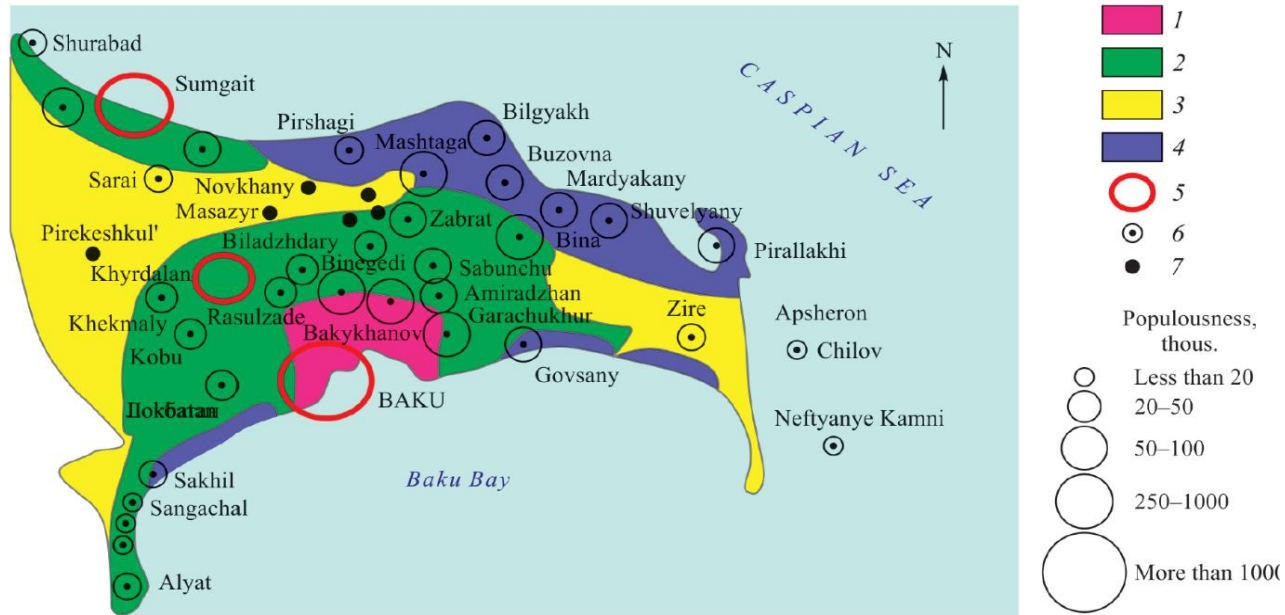 Shurabad
Sumgait
Pirshagi
Bilgyakh
Mashtaga
Buzovna
Mardyakany
Sarai
Novkhany
Masazyr
Zabrat
Shuvelyany
Bina
Pirallakhi
Pirekeshkul'
Biladzhdary
Khyrdalan
Binegedi
Sabunchu
Amiradzhan
Rasulzade
Garachukhur
Khekmaly
Bakykhanov
Kobu
Zire
Govsany
BAKU
Apsheron
Chilov
Neftyanye Kamni
Sakhil
Sangachal
Alyat
Baku Bay
CASPIAN SEA
N
1
2
3
4
5
6
7
Populousness,
thous.
Less than 20
20–50
50–100
250–1000
More than 1000